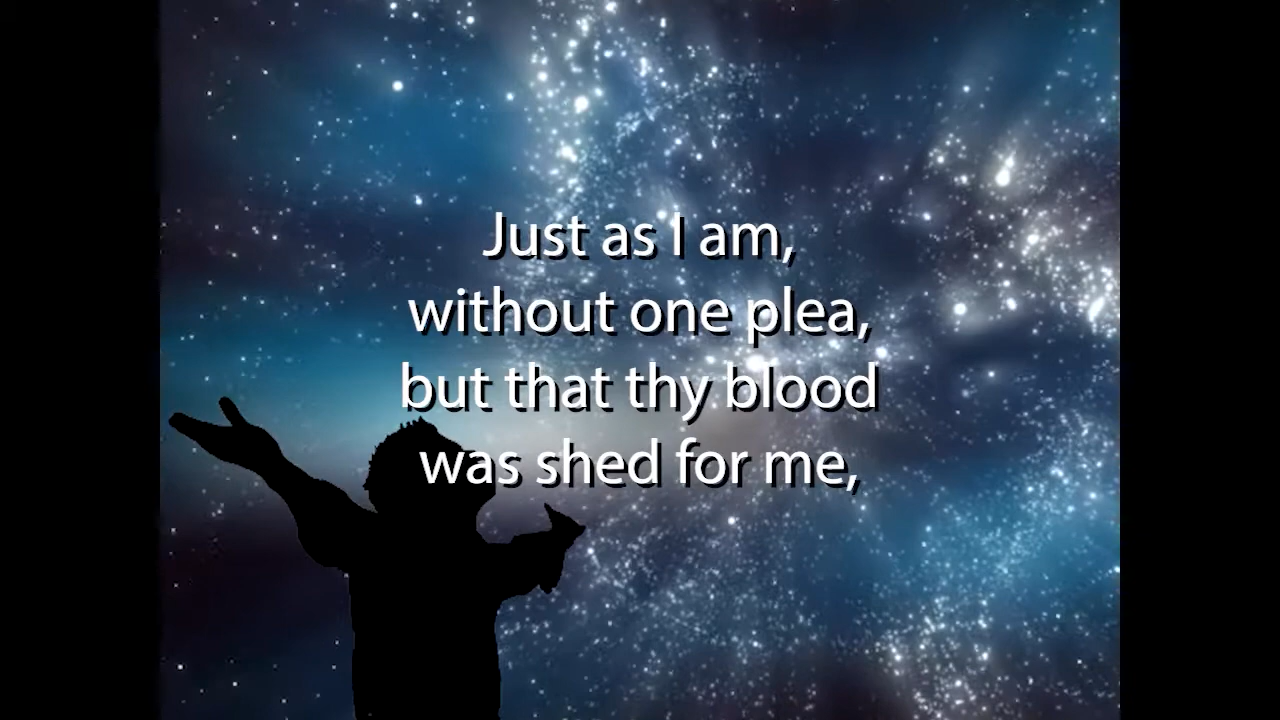 Just as I am,
without one plea,
but that thy blood
was shed for me,